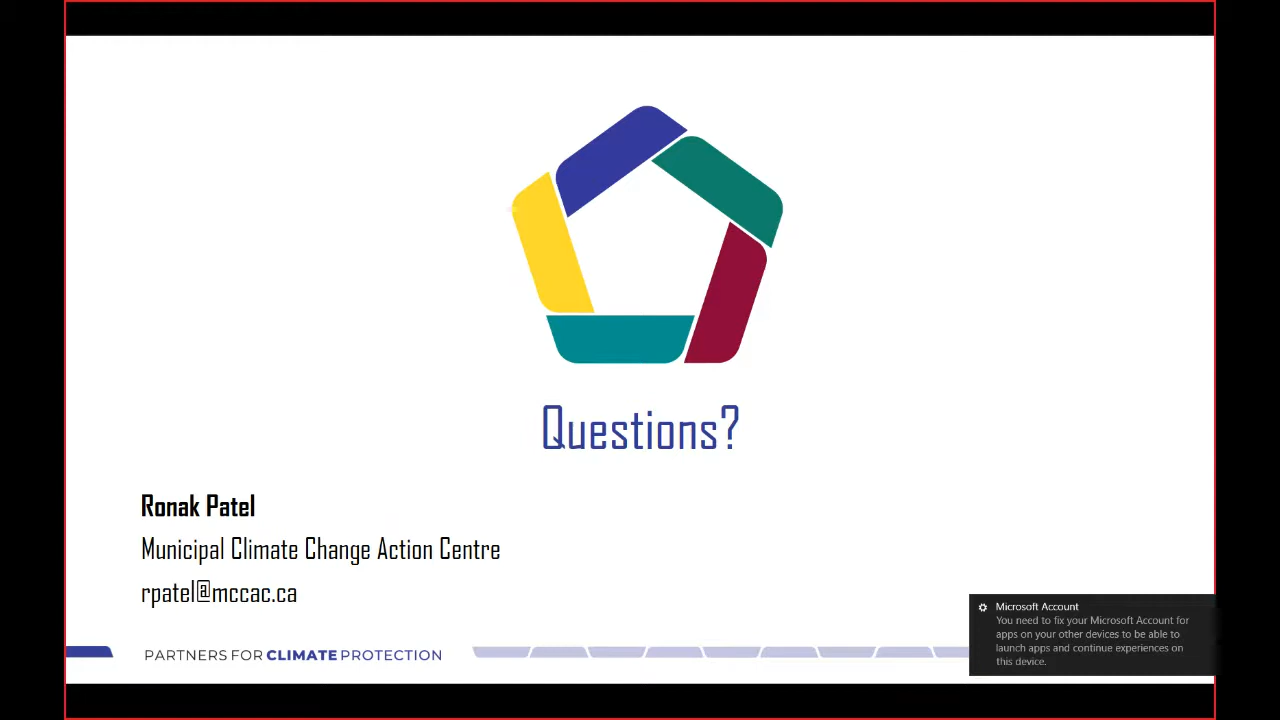 Questions?
Ronak Patel
Municipal Climate Change Action Centre
rpatel@mccac.ca
PARTNERS FOR CLIMATE PROTECTION
Microsoft Account
You need to fix your Microsoft Account for
apps on your other devices to be able to
launch apps and continue experiences on
this device.